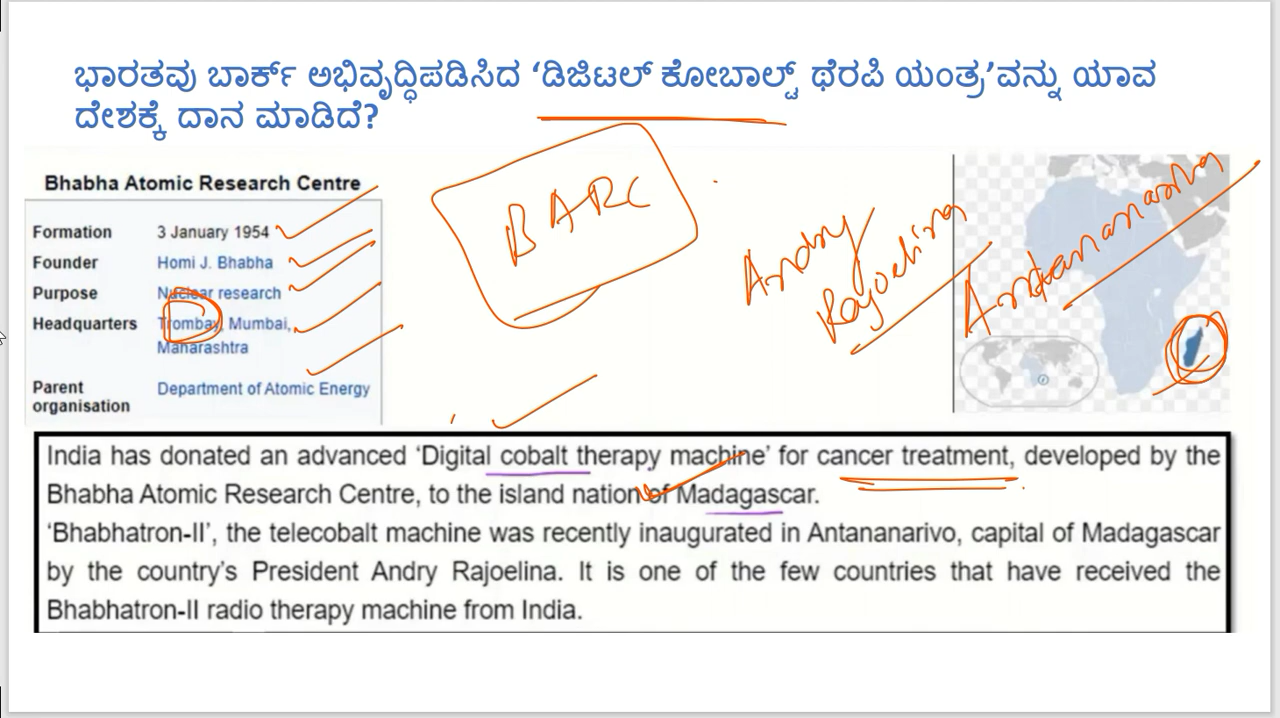 ಭಾರತವು ಬಾರ್ಕ್ ಅಭಿವೃದ್ಧಿಪಡಿಸಿದ ‘ಡಿಜಿಟಲ್ ಕೋಬಾಲ್ಟ್ ಥೆರಪಿ ಯಂತ್ರ’ವನ್ನು ಯಾವ
ದೇಶಕ್ಕೆ ದಾನ ಮಾಡಿದೆ?
Bhabha Atomic Research Centre
Formation 3 January 1954
Founder Homi J. Bhabha
Purpose Nuclear research
Headquarters Trombay, Mumbai,
Maharashtra
Parent Department of Atomic Energy
organisation
BARC
Andry
Rajoelina
India has donated an advanced ‘Digital cobalt therapy machine’ for cancer treatment, developed by the
Bhabha Atomic Research Centre, to the island nation of Madagascar.
‘Bhabhatron-II’, the telecobalt machine was recently inaugurated in Antananarivo, capital of Madagascar
by the country’s President Andry Rajoelina. It is one of the few countries that have received the
Bhabhatron-II radio therapy machine from India.